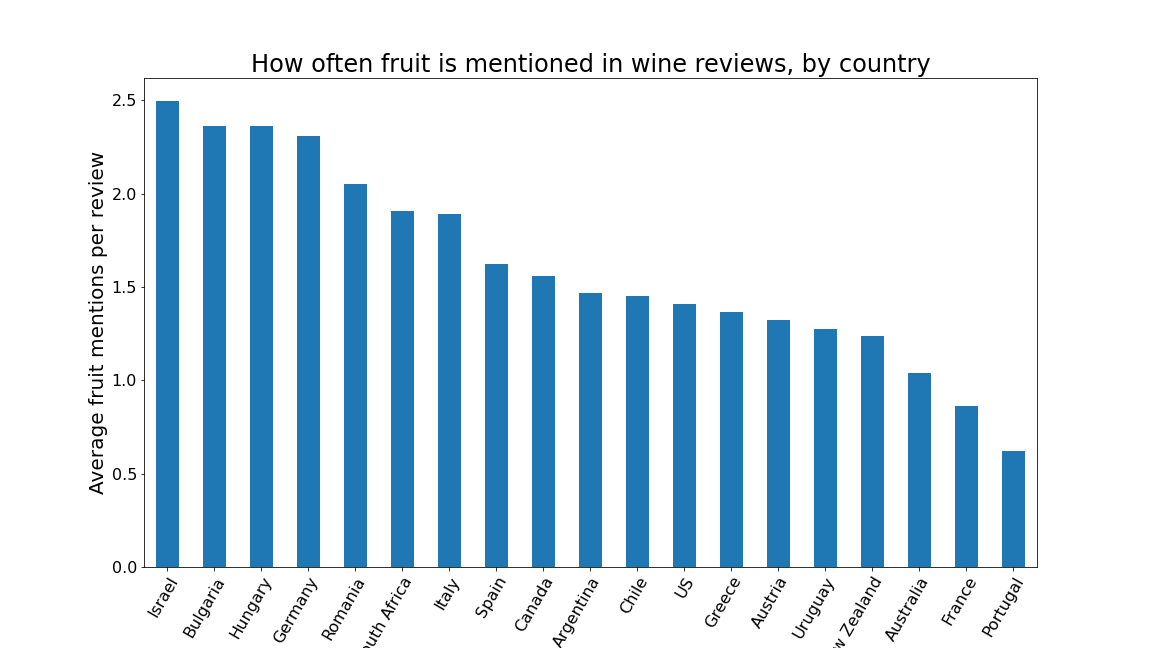 How often fruit is mentioned in wine reviews, by country
Average fruit mentions per review
2.5
2.0
1.5
1.0
0.5
0.0
Israel
Bulgaria
Hungary
Germany
Romania
outh Africa
Italy
Spain
Canada
Argentina
Chile
US
Greece
Austria
Uruguay
w Zealand
Australia
France
Portugal